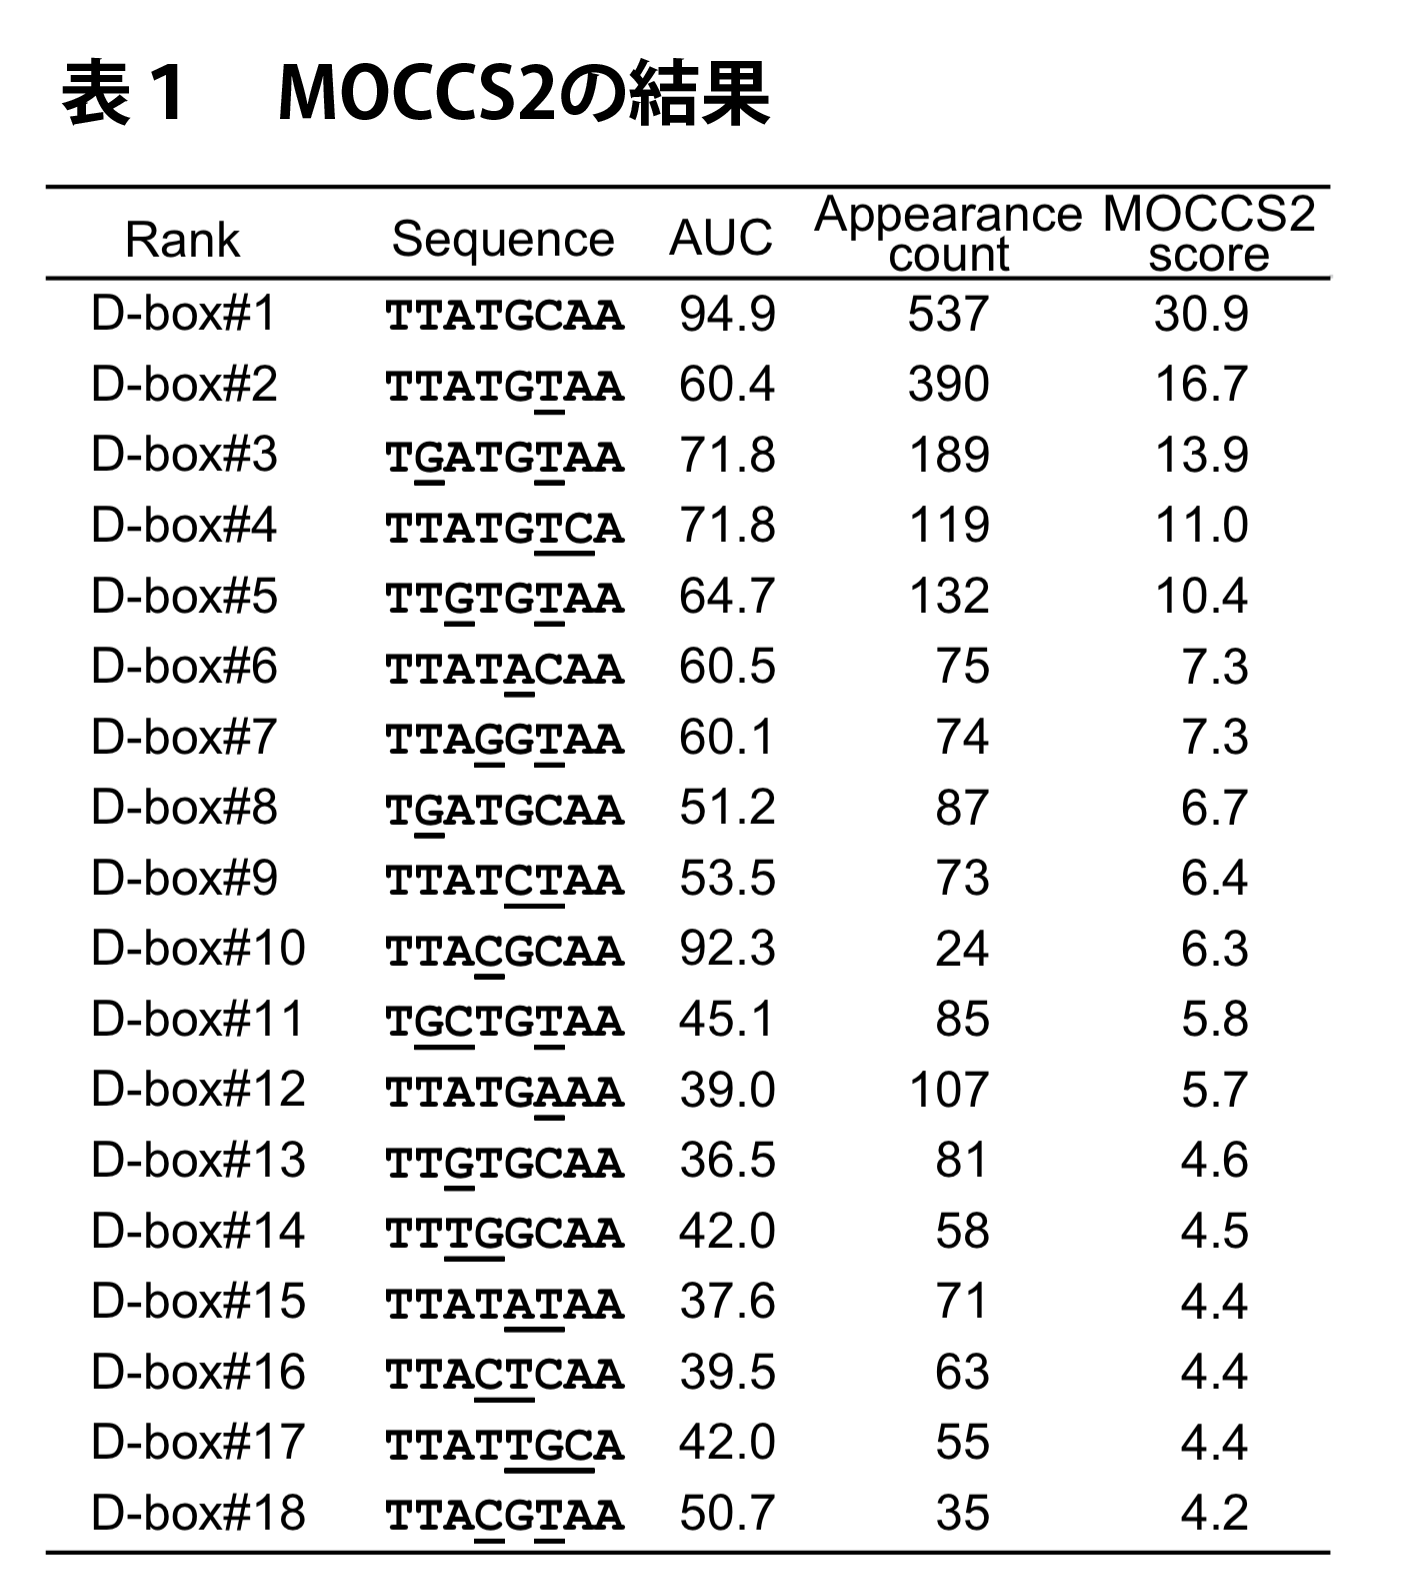 表1　MOCCS2の結果
Rank Sequence AUC Appearance count MOCCS2 score
D-box#1 TTATGCAA 94.9 537 30.9
D-box#2 TTATGTAA 60.4 390 16.7
D-box#3 TGATGTAA 71.8 189 13.9
D-box#4 TTATGTCA 71.8 119 11.0
D-box#5 TTGTGTAA 64.7 132 10.4
D-box#6 TTATACAA 60.5 75 7.3
D-box#7 TTAGGTAA 60.1 74 7.3
D-box#8 TGATGCAA 51.2 87 6.7
D-box#9 TTATCTAA 53.5 73 6.4
D-box#10 TTACGCAA 92.3 24 6.3
D-box#11 TGCTGTAA 45.1 85 5.8
D-box#12 TTATGAAA 39.0 107 5.7
D-box#13 TTGTGCAA 36.5 81 4.6
D-box#14 TTTGGCAA 42.0 58 4.5
D-box#15 TTATATAA 37.6 71 4.4
D-box#16 TTACTCAA 39.5 63 4.4
D-box#17 TTATTGCA 42.0 55 4.4
D-box#18 TTACGTAA 50.7 35 4.2